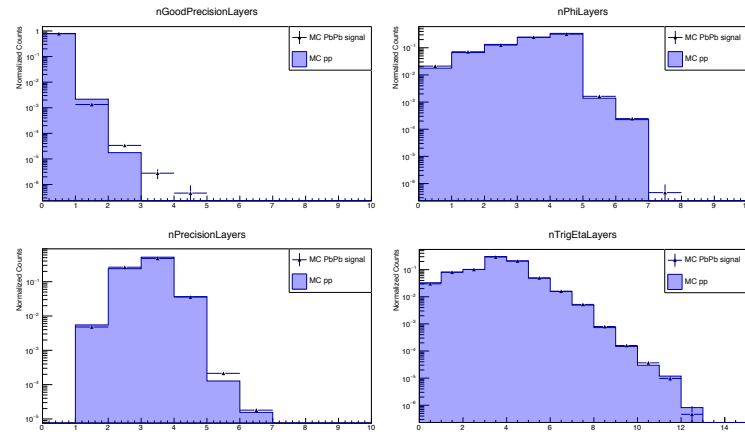 nGoodPrecisionLayers
Normalized Counts
1
10⁻¹
10⁻²
10⁻³
10⁻⁴
10⁻⁵
10⁻⁶
MC PbPb signal
MC pp
0 1 2 3 4 5 6 7 8 9 10
nPhiLayers
Normalized Counts
10⁻¹
10⁻²
10⁻³
10⁻⁴
10⁻⁵
10⁻⁶
MC PbPb signal
MC pp
0 1 2 3 4 5 6 7 8 9 10
nPrecisionLayers
Normalized Counts
10⁻¹
10⁻²
10⁻³
10⁻⁴
10⁻⁵
MC PbPb signal
MC pp
0 1 2 3 4 5 6 7 8 9 10
nTrigEtaLayers
Normalized Counts
10⁻¹
10⁻²
10⁻³
10⁻⁴
10⁻⁵
10⁻⁶
MC PbPb signal
MC pp
0 2 4 6 8 10 12 14